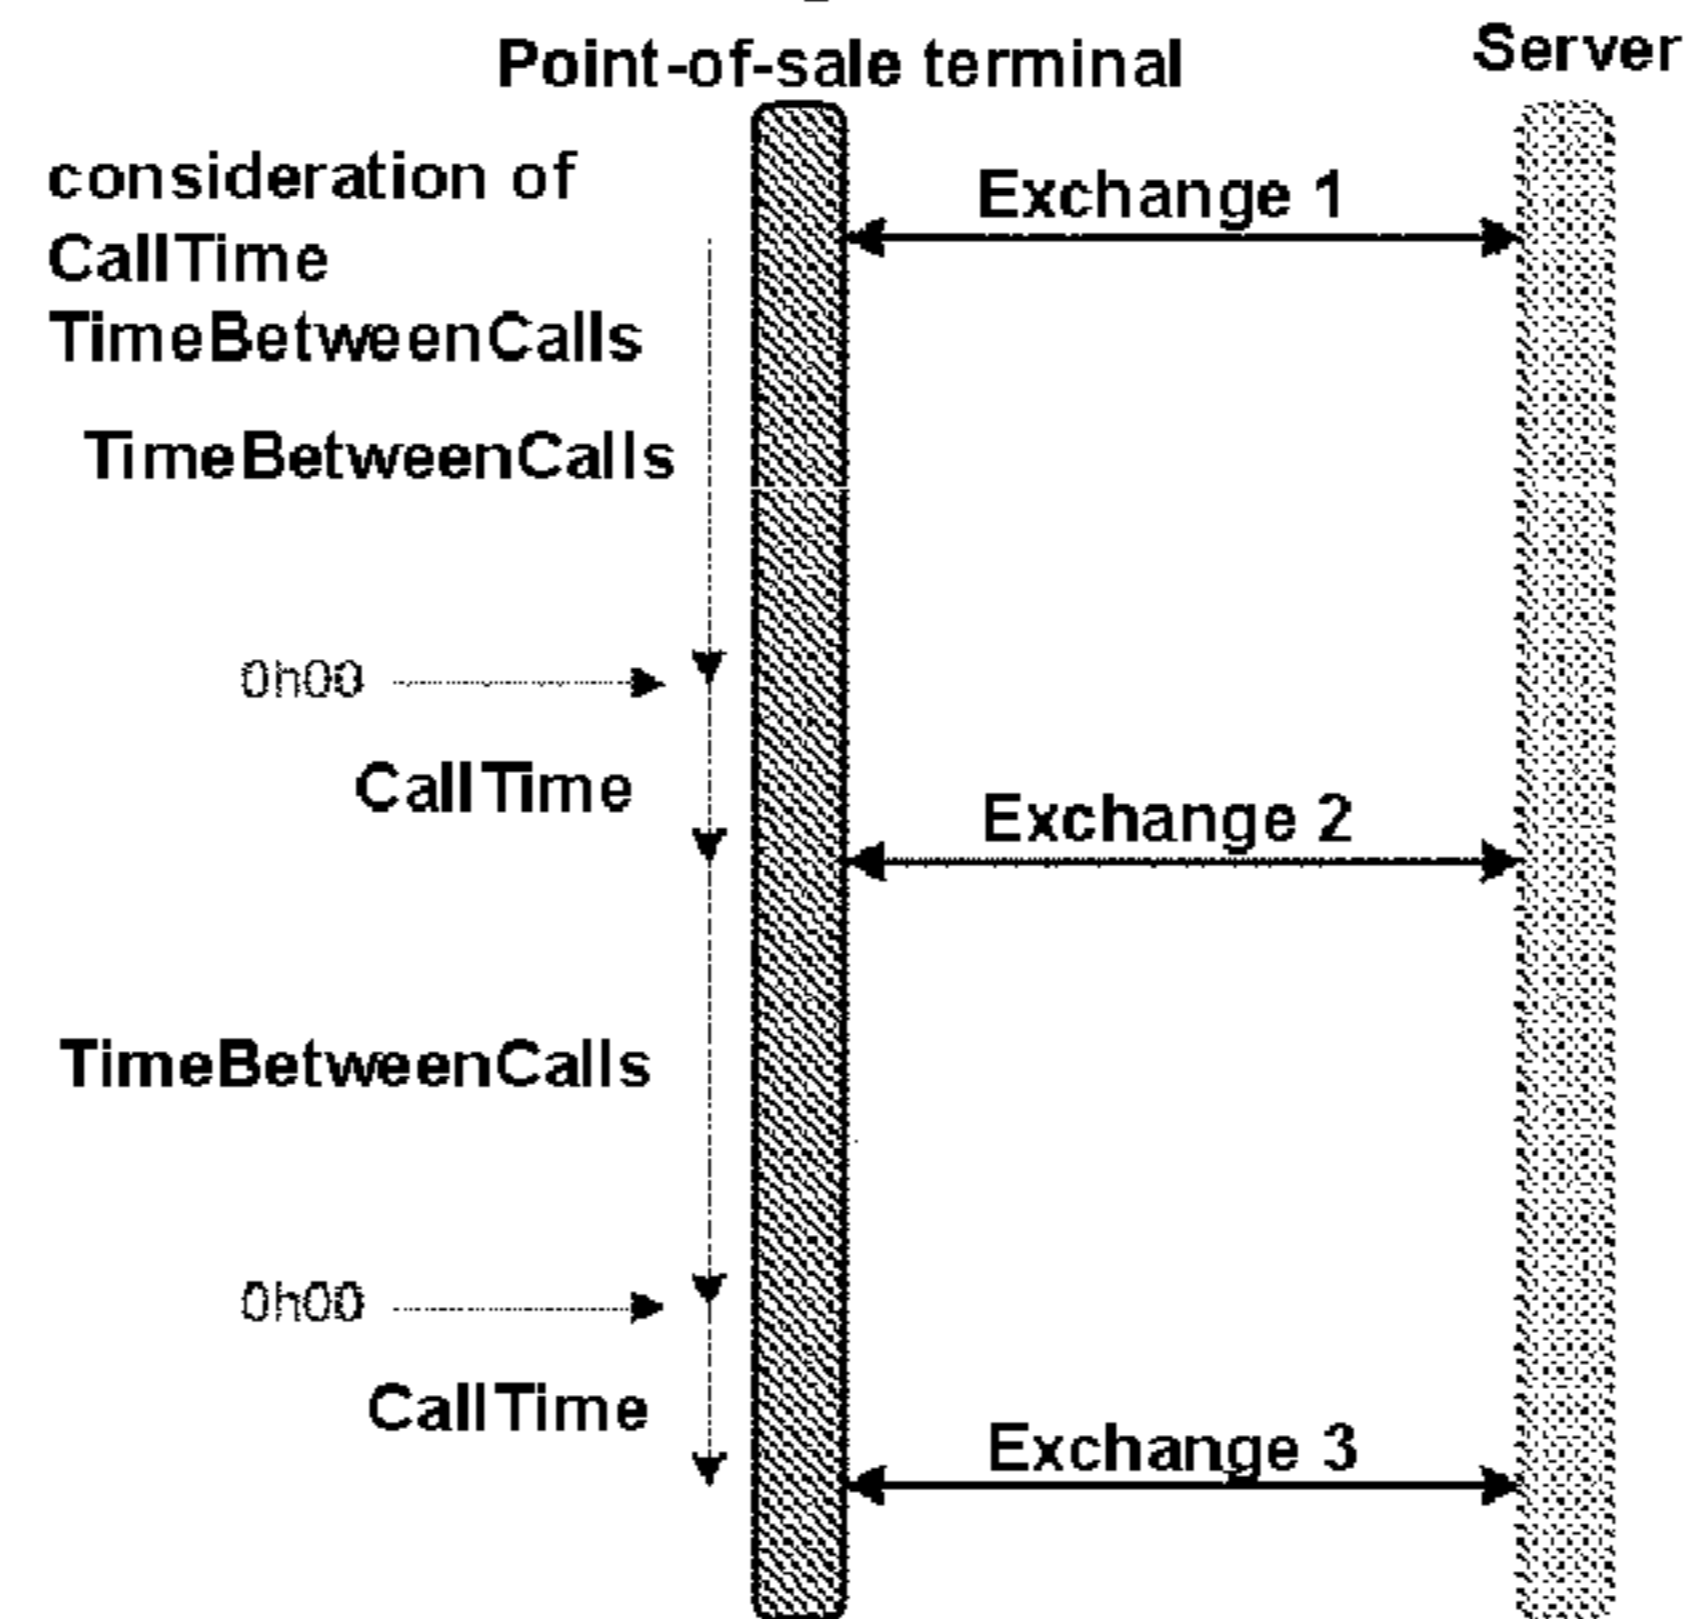 Point-of-sale terminal
Server
consideration of
CallTime
TimeBetweenCalls
Exchange 1
TimeBetweenCalls
0h00
CallTime
Exchange 2
TimeBetweenCalls
0h00
CallTime
Exchange 3